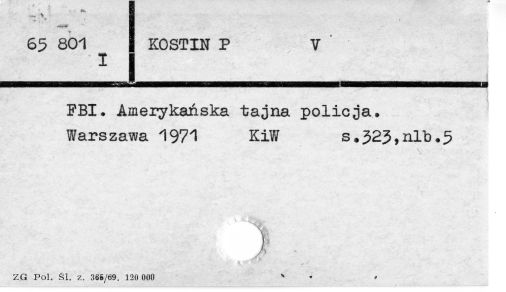 65 801
I
KOSTIN P V
FBI. Amerykańska tajna policja.
Warszawa 1971 KiW s.323,nlb.5
ZG Pol. Śl. z. 366/69, 120 000